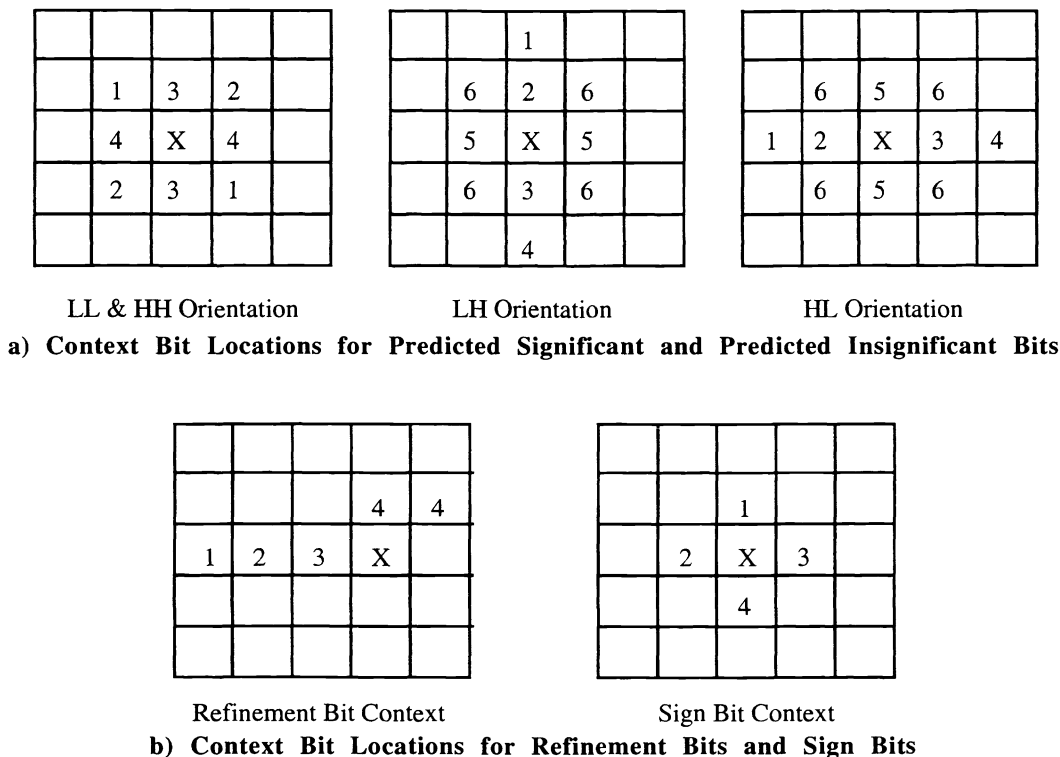 1
1 3 2 6 2 6 6 5 6
4 X 4 5 X 5 1 2 X 3 4
2 3 1 6 3 6 6 5 6
4
LL & HH Orientation LH Orientation HL Orientation
a) Context Bit Locations for Predicted Significant and Predicted Insignificant Bits
4 4 1
1 2 3 X 2 X 3
4
Refinement Bit Context Sign Bit Context
b) Context Bit Locations for Refinement Bits and Sign Bits